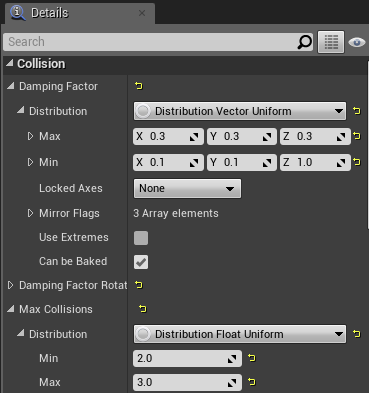 Details
Search
Collision
Damping Factor
Distribution Distribution Vector Uniform
Max X 0.3 Y 0.3 Z 0.3
Min X 0.1 Y 0.1 Z 1.0
Locked Axes None
Mirror Flags 3 Array elements
Use Extremes
Can be Baked
Damping Factor Rotat
Max Collisions
Distribution Distribution Float Uniform
Min 2.0
Max 3.0